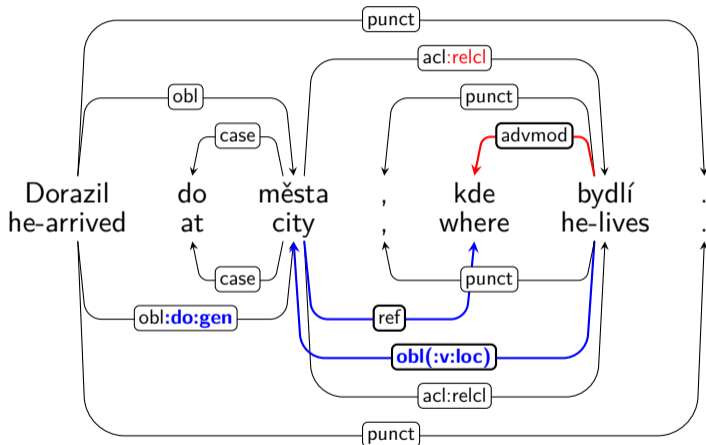 punct
acl:relcl
obl
punct
case
advmod
Dorazil do města , kde bydlí .
he-arrived at city , where he-lives .
case
punct
obl:do:gen
ref
obl(:v:loc)
acl:relcl
punct